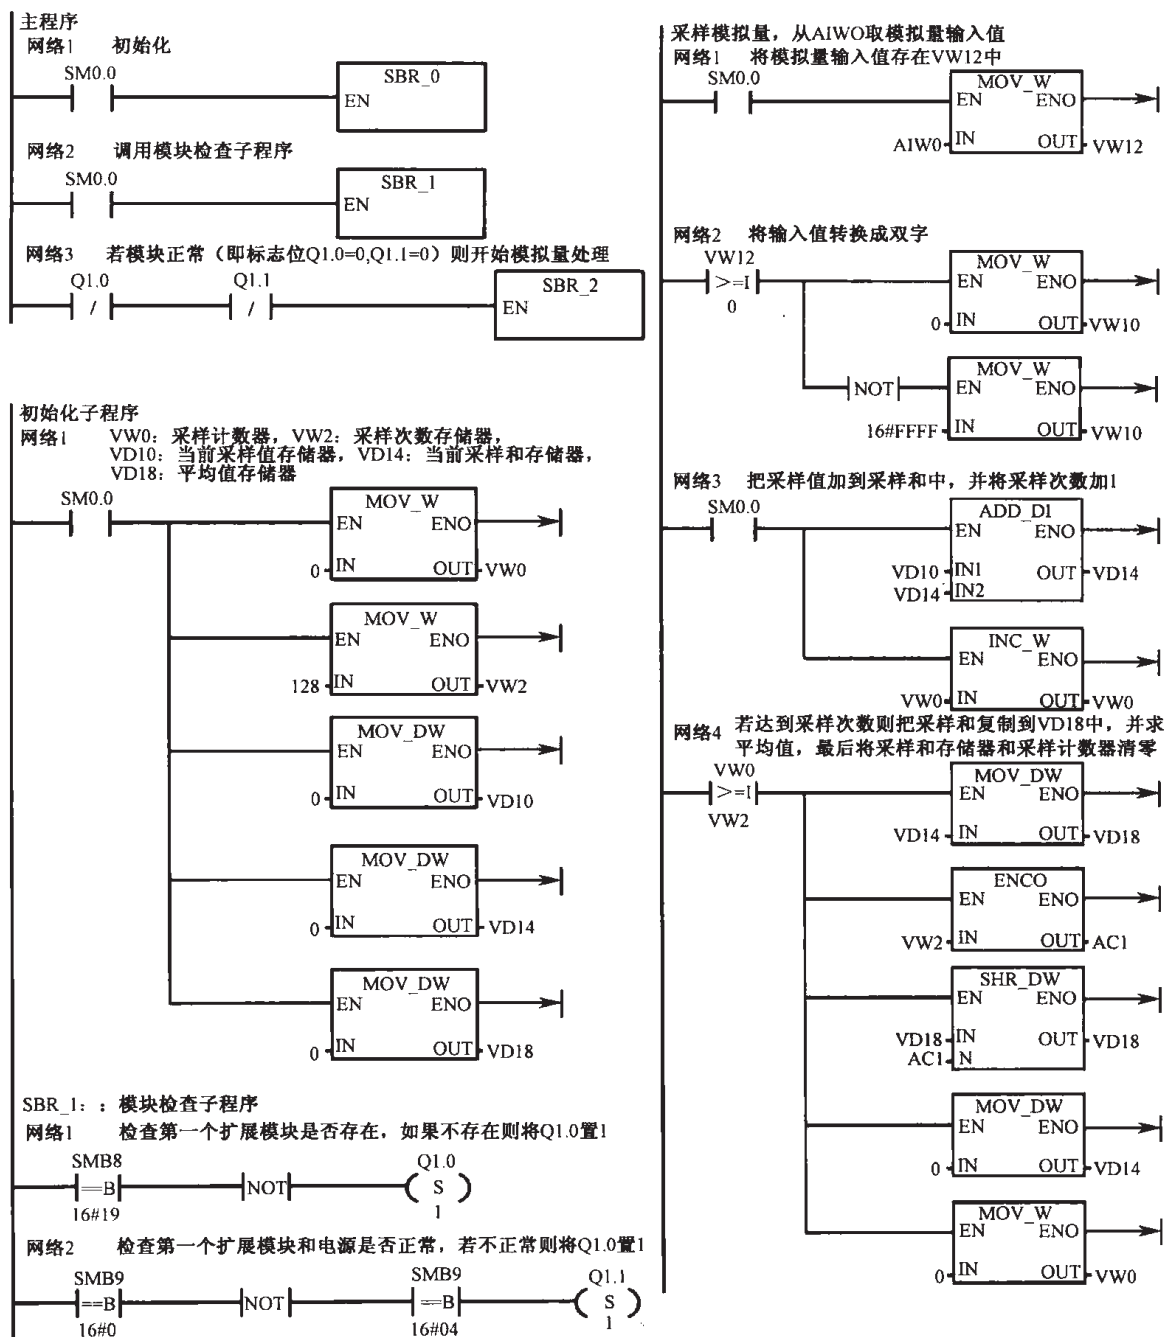 主程序
网络1 初始化
SM0.0
SBR_0
EN
网络2 调用模块检查子程序
SM0.0
SBR_1
EN
网络3 若模块正常（即标志位Q1.0=0,Q1.1=0）则开始模拟量处理
Q1.0 Q1.1
/ /
SBR_2
EN
初始化子程序
网络1 VW0：采样计数器，VW2：采样次数存储器，
VD10：当前采样值存储器，VD14：当前采样和存储器，
VD18：平均值存储器
SM0.0
MOV_W
EN ENO
0 IN OUT VW0
MOV_W
EN ENO
128 IN OUT VW2
MOV_DW
EN ENO
0 IN OUT VD10
MOV_DW
EN ENO
0 IN OUT VD14
MOV_DW
EN ENO
0 IN OUT VD18
SBR_1：：模块检查子程序
网络1 检查第一个扩展模块是否存在，如果不存在则将Q1.0置1
SMB8 Q1.0
==B NOT S
16#19 1
网络2 检查第一个扩展模块和电源是否正常，若不正常则将Q1.0置1
SMB9 SMB9 Q1.1
==B NOT ==B S
16#0 16#04 1
采样模拟量，从AIWO取模拟量输入值
网络1 将模拟量输入值存在VW12中
SM0.0
MOV_W
EN ENO
AIW0 IN OUT VW12
网络2 将输入值转换成双字
VW12
>=I
0
MOV_W
EN ENO
0 IN OUT VW10
MOV_W
NOT EN ENO
16#FFFF IN OUT VW10
网络3 把采样值加到采样和中，并将采样次数加1
SM0.0
ADD_DI
EN ENO
VD10 IN1 OUT VD14
VD14 IN2
INC_W
EN ENO
VW0 IN OUT VW0
网络4 若达到采样次数则把采样和复制到VD18中，并求
平均值，最后将采样和存储器和采样计数器清零
VW0
>=I
VW2
MOV_DW
EN ENO
VD14 IN OUT VD18
ENCO
EN ENO
VW2 IN OUT AC1
SHR_DW
EN ENO
VD18 IN OUT VD18
AC1 N
MOV_DW
EN ENO
0 IN OUT VD14
MOV_W
EN ENO
0 IN OUT VW0